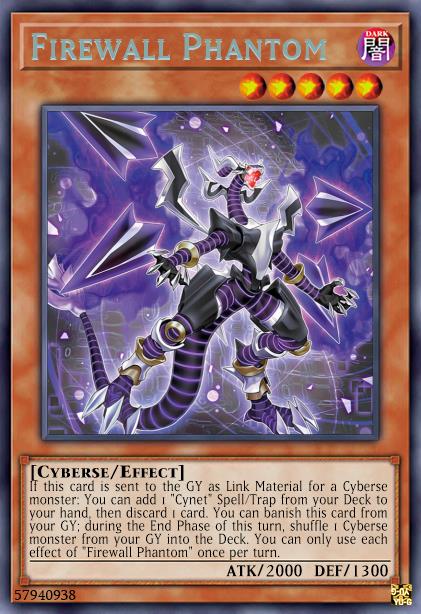 FIREWALL PHANTOM
DARK
闇
[CYBERSE/EFFECT]
If this card is sent to the GY as Link Material for a Cyberse
monster: You can add 1 "Cynet" Spell/Trap from your Deck to
your hand, then discard 1 card. You can banish this card from
your GY; during the End Phase of this turn, shuffle 1 Cyberse
monster from your GY into the Deck. You can only use each
effect of "Firewall Phantom" once per turn.
ATK/2000 DEF/1300
57940938